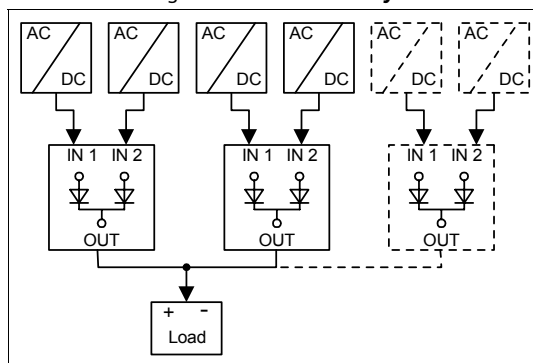 AC DC AC DC AC DC AC DC AC DC AC DC
IN 1 IN 2 IN 1 IN 2 IN 1 IN 2
OUT OUT OUT
+ -
Load